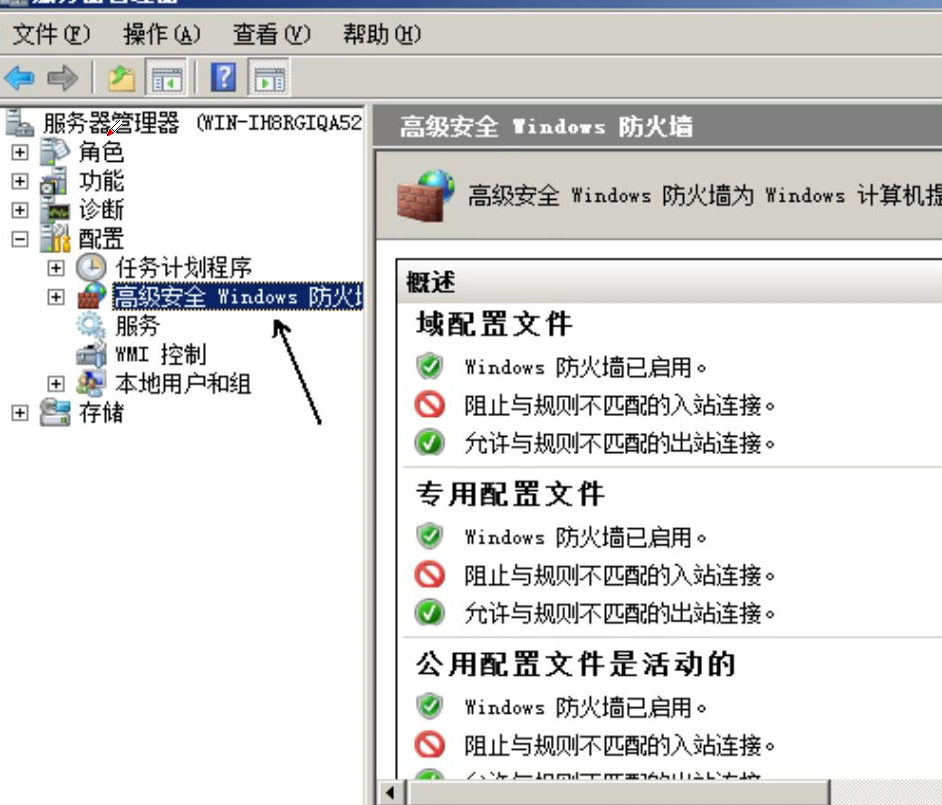 文件(F) 操作(A) 查看(V) 帮助(H)
服务器管理器 (WIN-IH8RGIQA52
角色
功能
诊断
配置
任务计划程序
高级安全 Windows 防火
服务
WMI 控制
本地用户和组
存储
高级安全 Windows 防火墙
高级安全 Windows 防火墙为 Windows 计算机提
概述
域配置文件
Windows 防火墙已启用。
阻止与规则不匹配的入站连接。
允许与规则不匹配的出站连接。
专用配置文件
Windows 防火墙已启用。
阻止与规则不匹配的入站连接。
允许与规则不匹配的出站连接。
公用配置文件是活动的
Windows 防火墙已启用。
阻止与规则不匹配的入站连接。